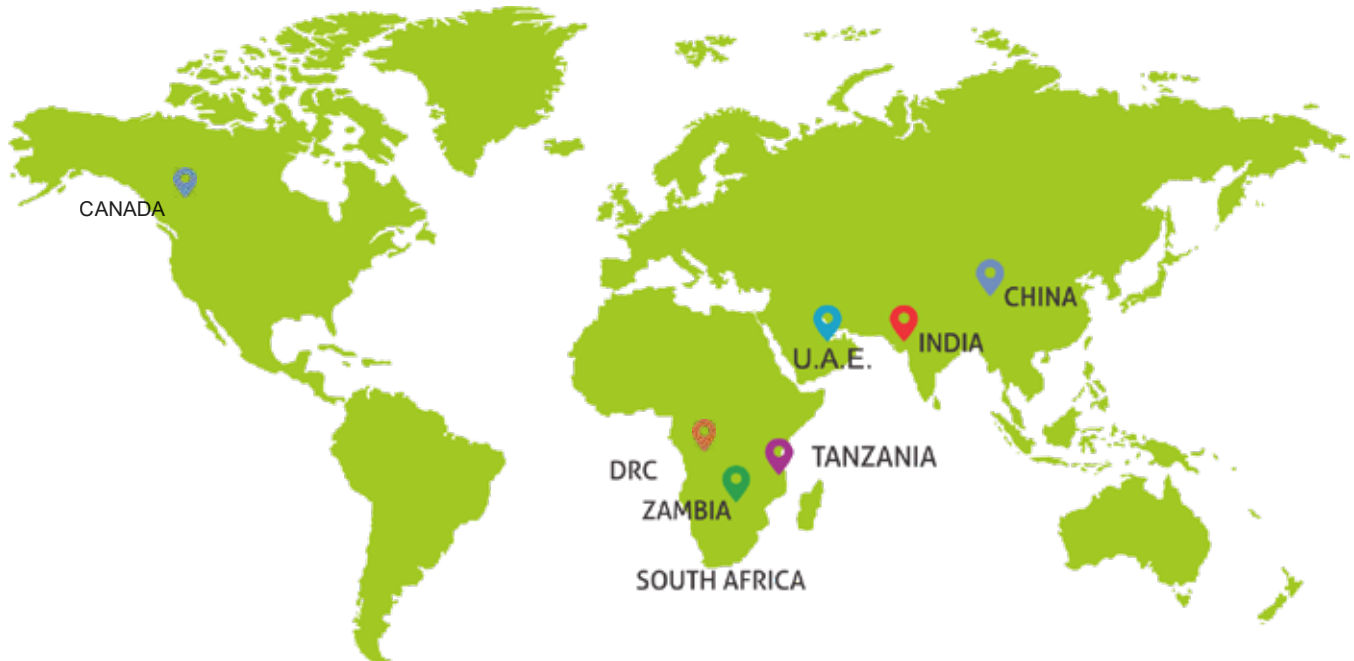 CANADA
CHINA
INDIA
U.A.E.
TANZANIA
DRC
ZAMBIA
SOUTH AFRICA